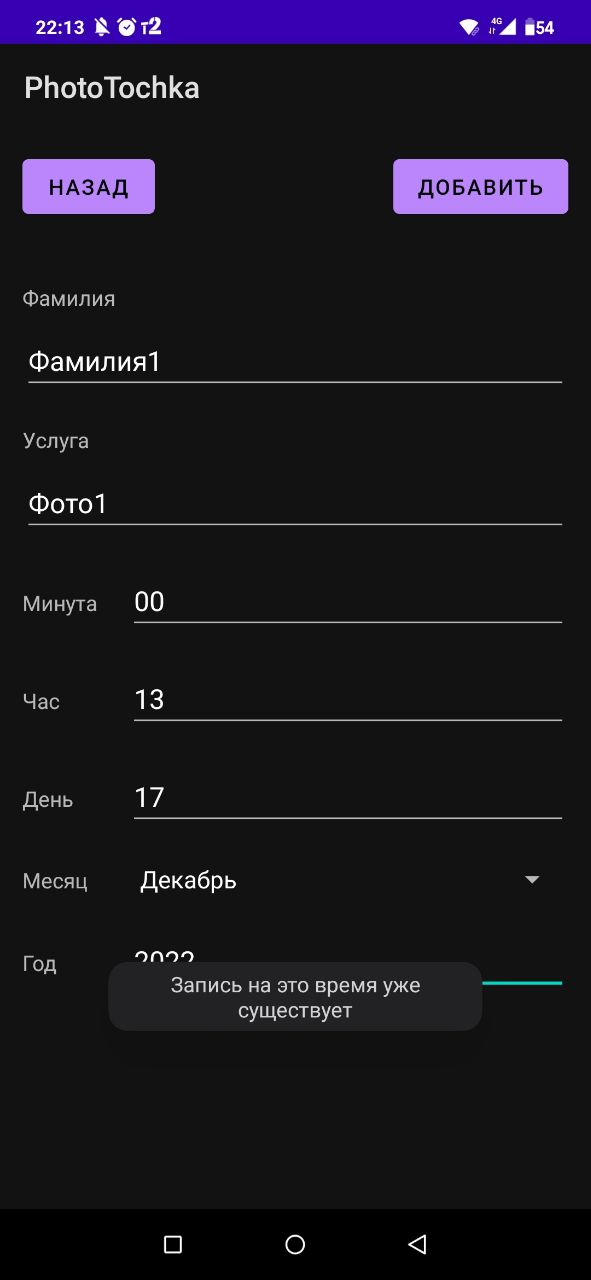 22:13 т2 4G 54
PhotoTochka
НАЗАД ДОБАВИТЬ
Фамилия
Фамилия1
Услуга
Фото1
Минута 00
Час 13
День 17
Месяц Декабрь
Год 2022
Запись на это время уже
существует